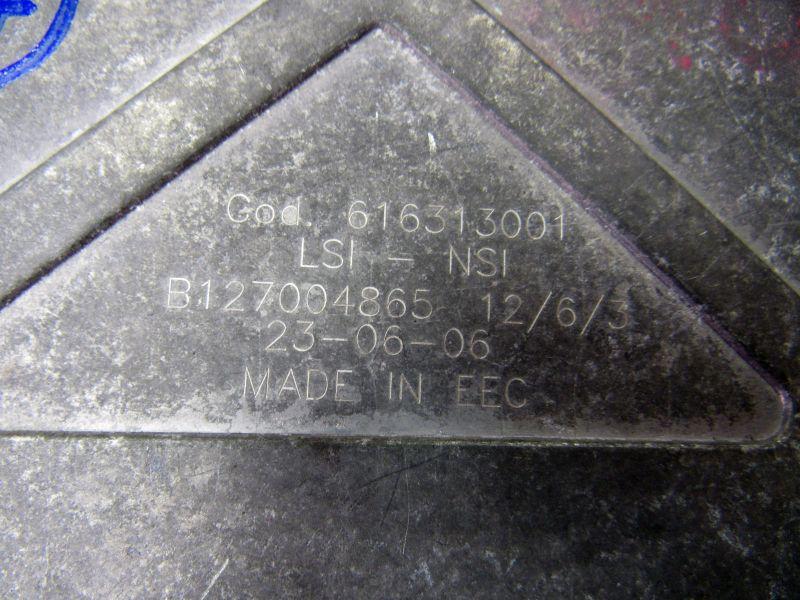 Cod. 616313001
LSI - NSI
B127004865 12/6/3
23-06-06
MADE IN EEC